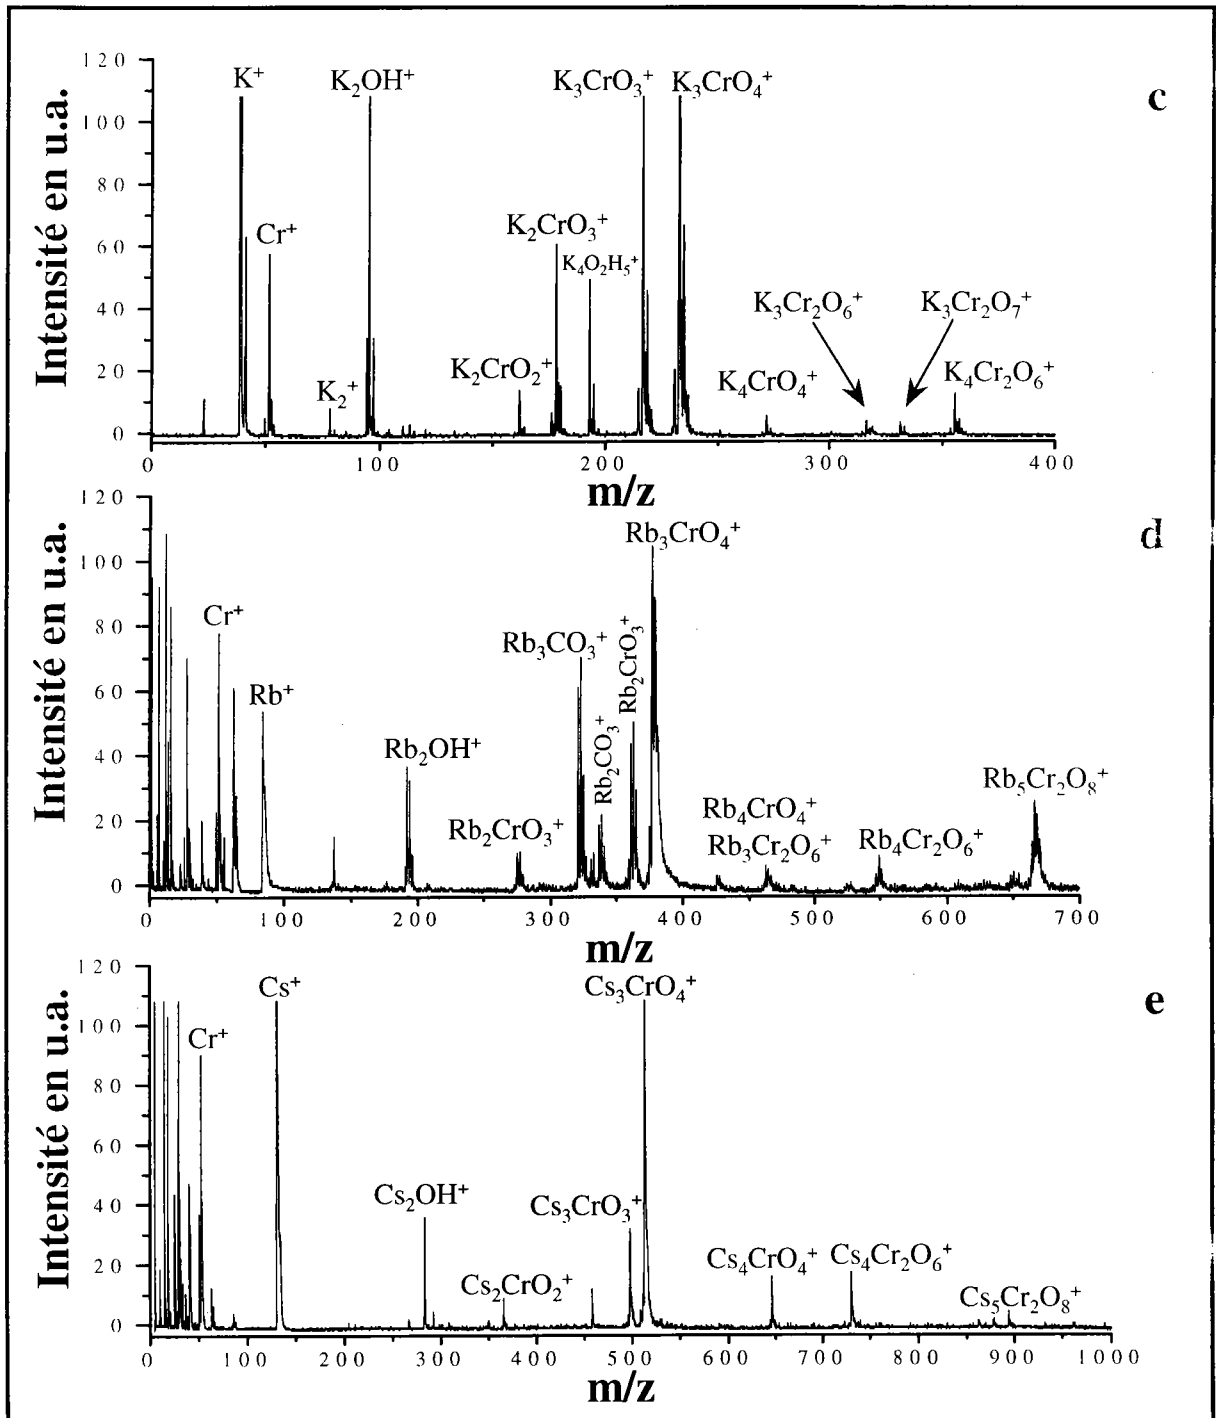 c
Intensité en u.a.
120
100
80
60
40
20
0
K⁺
K₂OH⁺
K₃CrO₃⁺
K₃CrO₄⁺
Cr⁺
K₂CrO₃⁺
K₄O₂H₅⁺
K₂⁺
K₂CrO₂⁺
K₄CrO₄⁺
K₃Cr₂O₆⁺
K₃Cr₂O₇⁺
K₄Cr₂O₆⁺
0 100 200 300 400
m/z
d
Intensité en u.a.
120
100
80
60
40
20
0
Cr⁺
Rb⁺
Rb₂OH⁺
Rb₂CrO₃⁺
Rb₃CO₃⁺
Rb₂CO₃⁺
Rb₂CrO₃⁺
Rb₃CrO₄⁺
Rb₄CrO₄⁺
Rb₃Cr₂O₆⁺
Rb₄Cr₂O₆⁺
Rb₅Cr₂O₈⁺
0 100 200 300 400 500 600 700
m/z
e
Intensité en u.a.
120
100
80
60
40
20
0
Cr⁺
Cs⁺
Cs₂OH⁺
Cs₂CrO₂⁺
Cs₃CrO₃⁺
Cs₃CrO₄⁺
Cs₄CrO₄⁺
Cs₄Cr₂O₆⁺
Cs₅Cr₂O₈⁺
0 100 200 300 400 500 600 700 800 900 1000
m/z